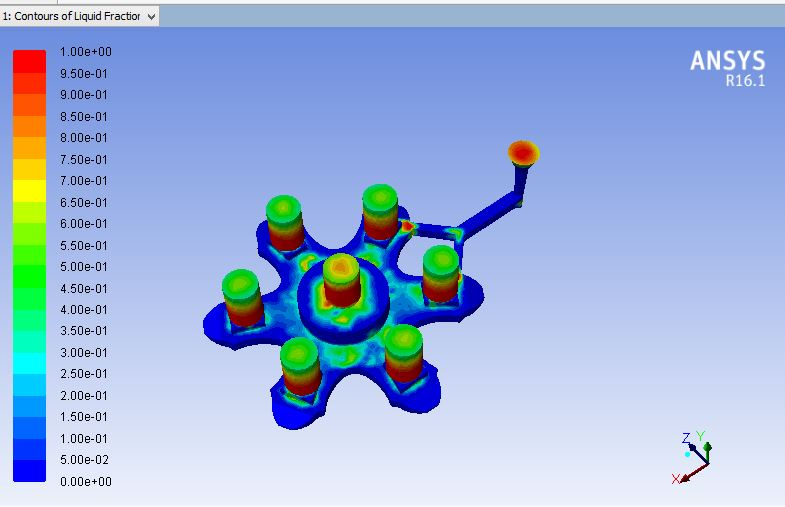 1: Contours of Liquid Fraction
1.00e+00
9.50e-01
9.00e-01
8.50e-01
8.00e-01
7.50e-01
7.00e-01
6.50e-01
6.00e-01
5.50e-01
5.00e-01
4.50e-01
4.00e-01
3.50e-01
3.00e-01
2.50e-01
2.00e-01
1.50e-01
1.00e-01
5.00e-02
0.00e+00
ANSYS
R16.1
Z Y
X